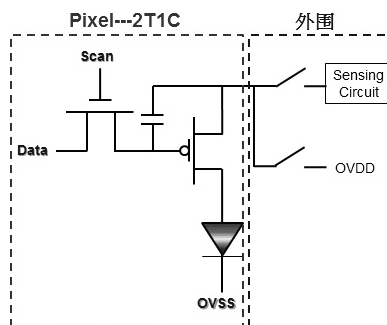 Pixel---2T1C
外围
Scan
Sensing
Circuit
Data
OVDD
OVSS